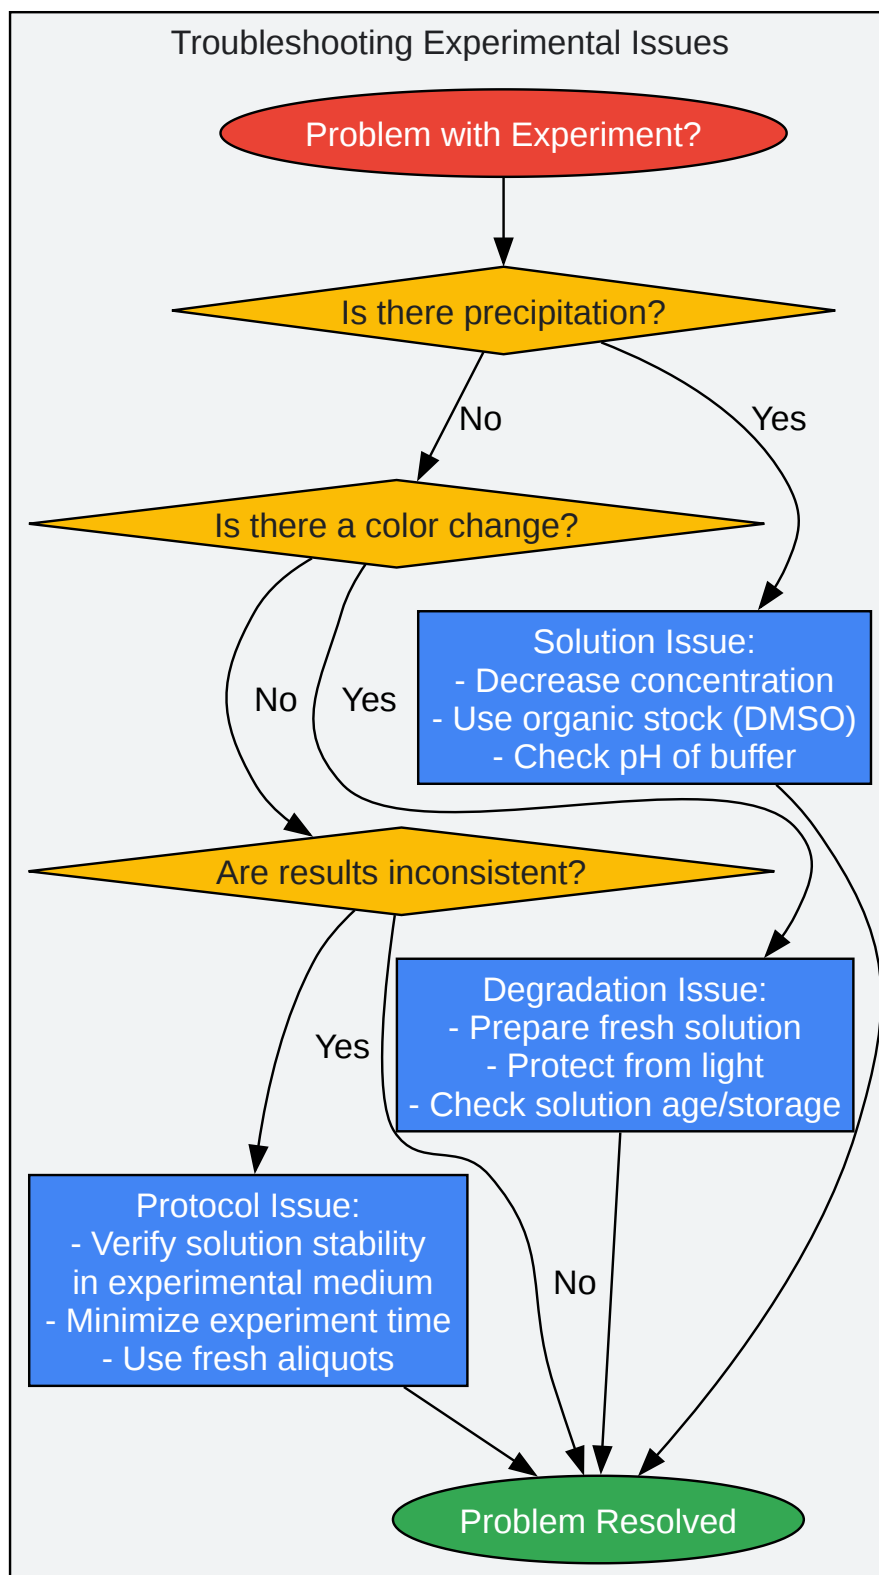 Troubleshooting Experimental Issues
Problem with Experiment?
Is there precipitation?
No
Yes
Is there a color change?
Solution Issue:
- Decrease concentration
- Use organic stock (DMSO)
- Check pH of buffer
No
Yes
Are results inconsistent?
Degradation Issue:
- Prepare fresh solution
- Protect from light
- Check solution age/storage
Yes
Protocol Issue:
- Verify solution stability
in experimental medium
- Minimize experiment time
- Use fresh aliquots
No
Problem Resolved